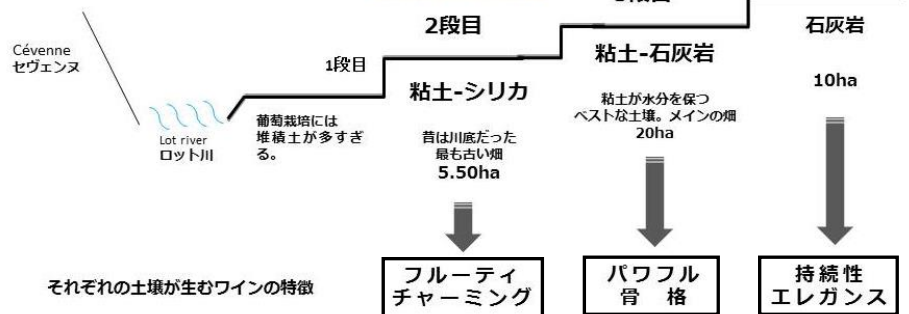 2段目
石灰岩
Cévenne
セヴェンヌ
1段目
粘土-石灰岩
粘土-シリカ
10ha
粘土が水分を保つ
ベストな土壌。メインの畑
20ha
葡萄栽培には
堆積土が多すぎ
る。
Lot river
ロット川
昔は川底だった
最も古い畑
5.50ha
それぞれの土壌が生むワインの特徴
フルーティ
チャーミング
パワフル
骨 格
持続性
エレガンス